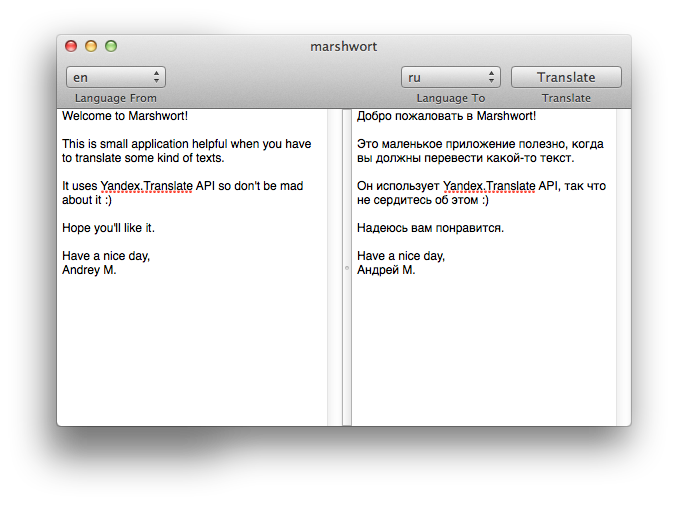 marshwort
en
ru
Translate
Language From
Language To
Translate
Welcome to Marshwort!
This is small application helpful when you have
to translate some kind of texts.
It uses Yandex.Translate API so don't be mad
about it :)
Hope you'll like it.
Have a nice day,
Andrey M.
Добро пожаловать в Marshwort!
Это маленькое приложение полезно, когда
вы должны перевести какой-то текст.
Он использует Yandex.Translate API, так что
не сердитесь об этом :)
Надеюсь вам понравится.
Have a nice day,
Андрей М.